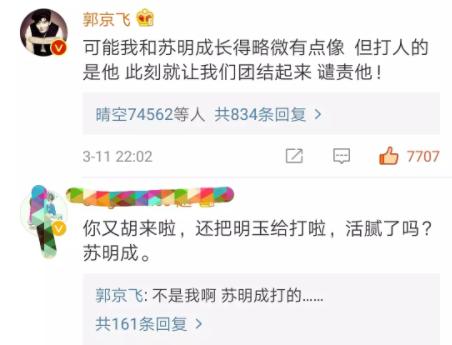 郭京飞
可能我和苏明成长得略微有点像 但打人的
是他 此刻就让我们团结起来 谴责他！
晴空74562等人 共834条回复 >
3-11 22:02
7707
你又胡来啦，还把明玉给打啦，活腻了吗？
苏明成。
郭京飞: 不是我啊 苏明成打的……
共161条回复 >